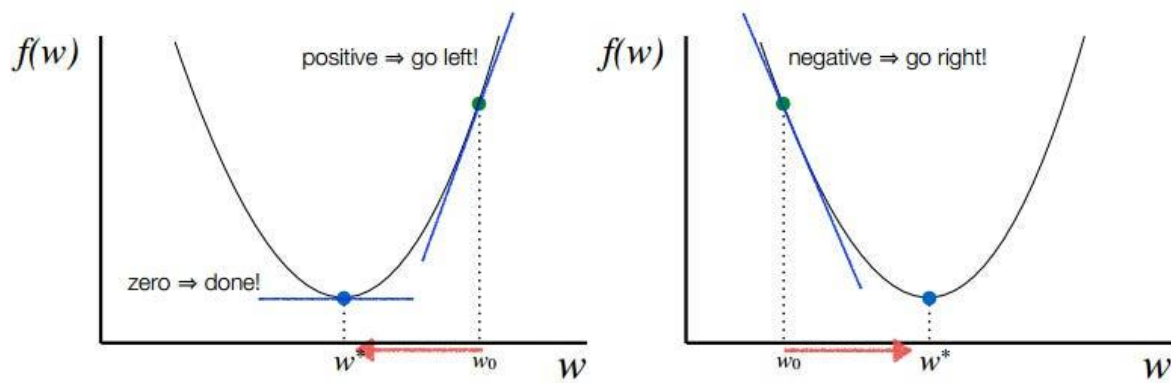 f(w)
positive ⇒ go left!
zero ⇒ done!
w*
w₀
w
f(w)
negative ⇒ go right!
w₀
w*
w